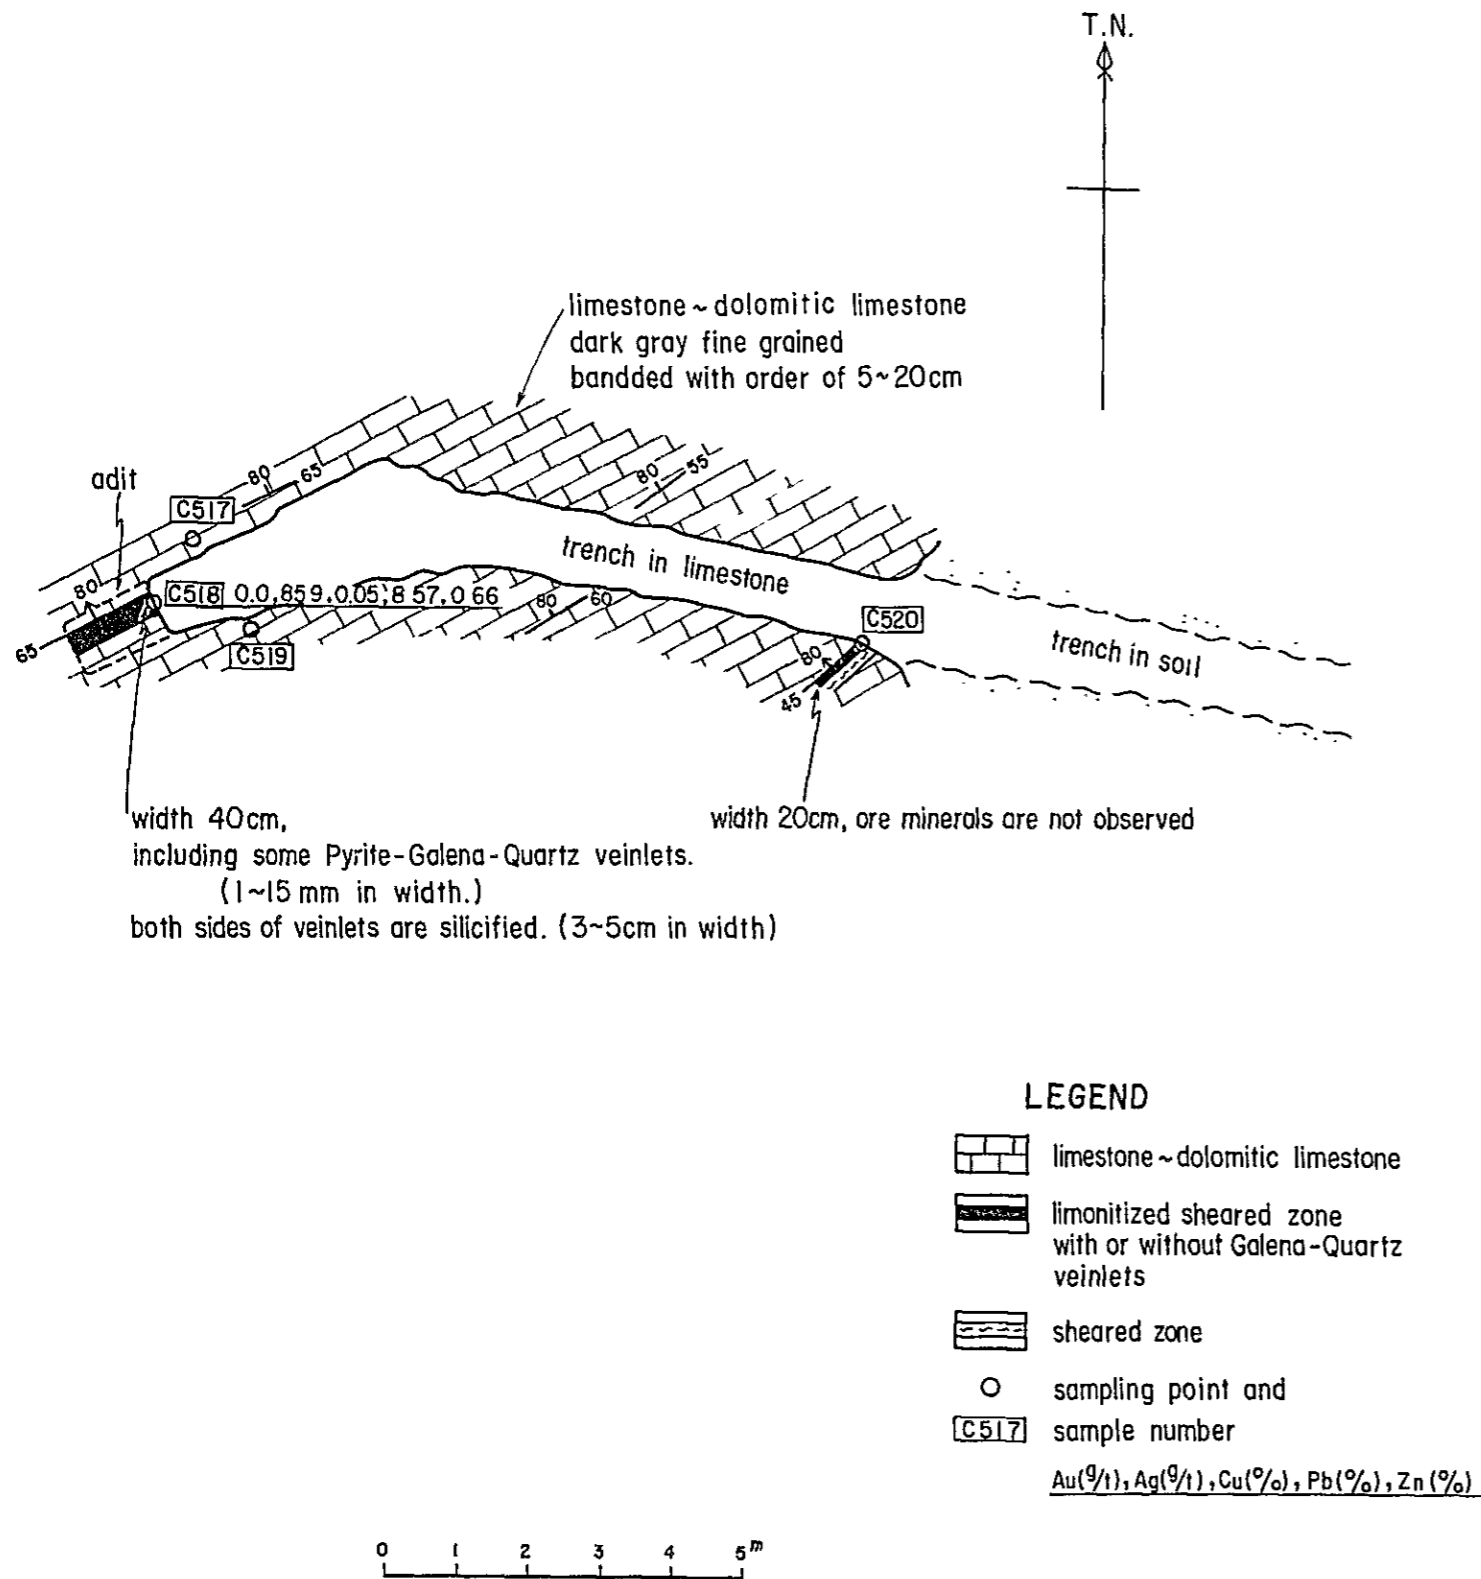 T.N.
limestone ~ dolomitic limestone
dark gray fine grained
bandded with order of 5~20cm
adit
80
65
C517
80
55
trench in limestone
80
65
C518 0.0,859,0.05,8 57,0 66
C519
80
60
C520
80
45
trench in soil
width 40cm,
including some Pyrite-Galena-Quartz veinlets.
(1~15 mm in width.)
both sides of veinlets are silicified. (3~5cm in width)
width 20cm, ore minerals are not observed
LEGEND
limestone ~ dolomitic limestone
limonitized sheared zone
with or without Galena-Quartz
veinlets
sheared zone
sampling point and
C517 sample number
Au(g/t), Ag(g/t), Cu(%), Pb(%), Zn(%)
0 1 2 3 4 5m